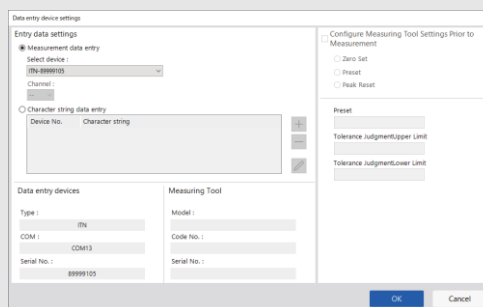 Data entry device settings
Entry data settings
Measurement data entry
Select device :
ITN-89999105
Channel :
--
Character string data entry
Device No. Character string
Data entry devices
Type :
ITN
COM :
COM13
Serial No. :
89999105
Measuring Tool
Model :
Code No. :
Serial No. :
Configure Measuring Tool Settings Prior to
Measurement
Zero Set
Preset
Peak Reset
Preset
Tolerance JudgmentUpper Limit
Tolerance JudgmentLower Limit
OK Cancel